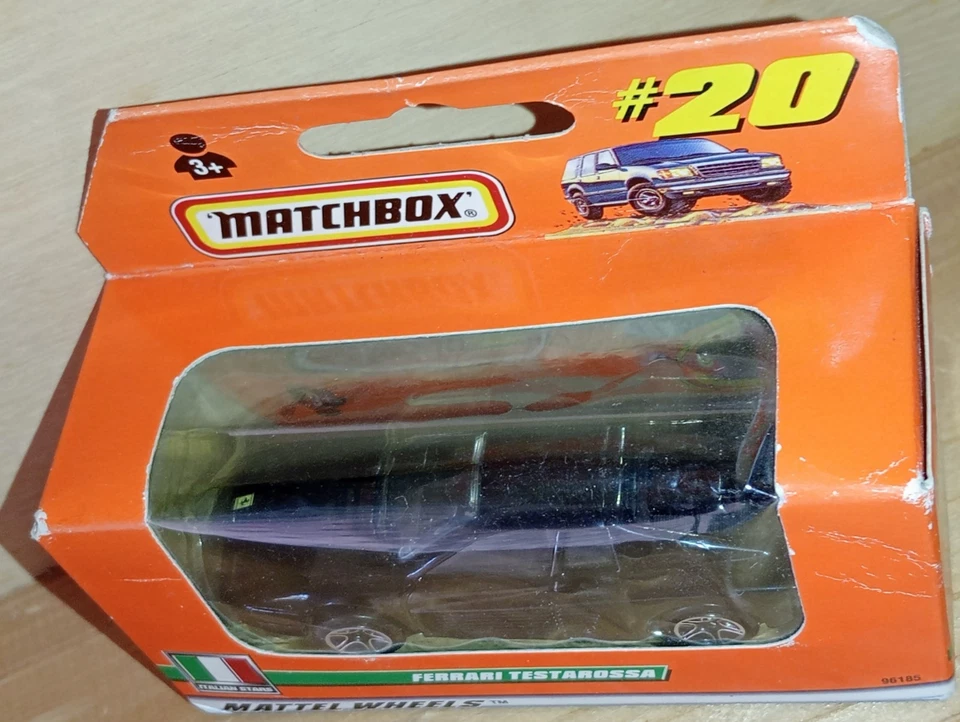 #20
3+
'MATCHBOX'®
ITALIAN STARS
FERRARI TESTAROSSA
96185
MATTEL WHEELS™